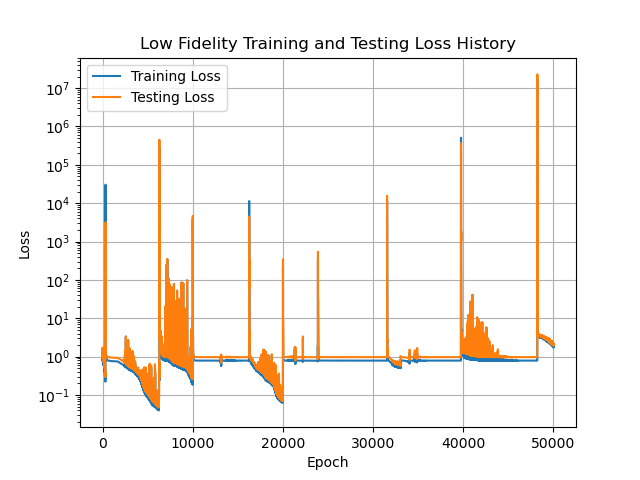 Low Fidelity Training and Testing Loss History
Training Loss
Testing Loss
Loss
10⁷
10⁶
10⁵
10⁴
10³
10²
10¹
10⁰
10⁻¹
0 10000 20000 30000 40000 50000
Epoch